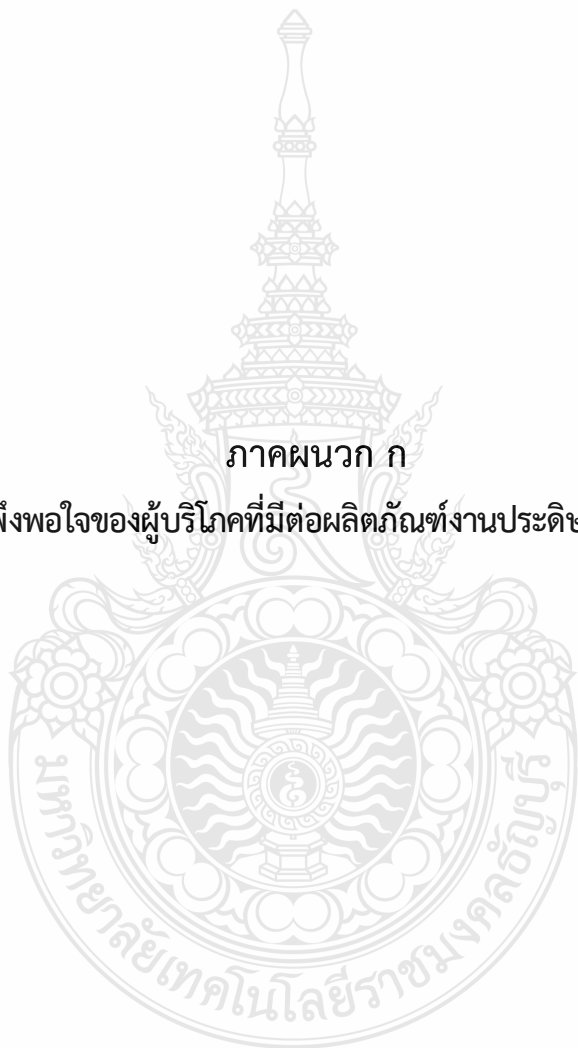 ภาคผนวก ก
พึงพอใจของผู้บริโภคที่มีต่อผลิตภัณฑ์งานประดิษ
มหาวิทยาลัยเทคโนโลยีราชมงคลธัญบุรี